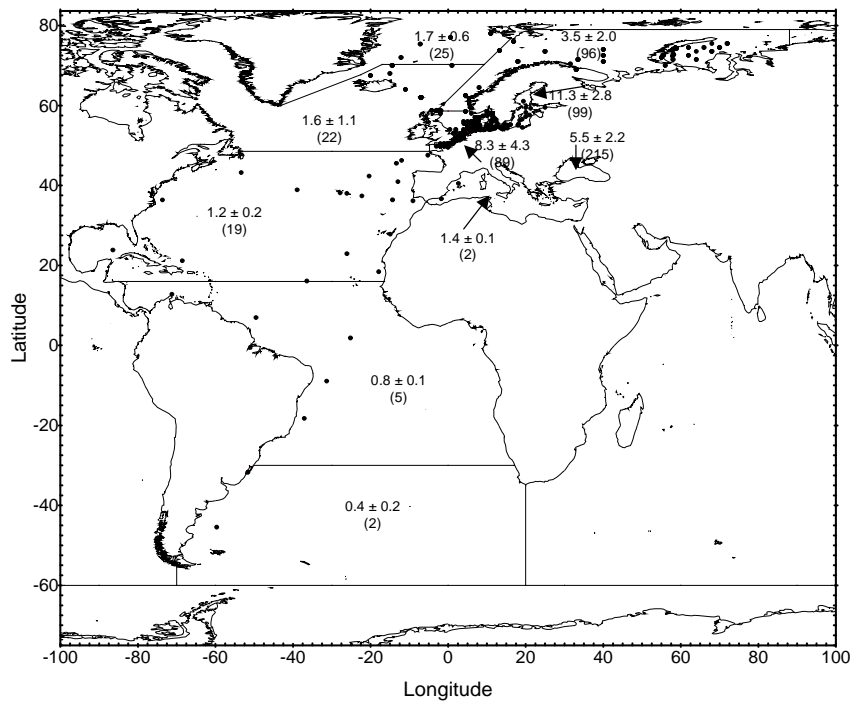 80
1.7 ± 0.6
(25)
3.5 ± 2.0
(96)
60
11.3 ± 2.8
(99)
1.6 ± 1.1
(22)
8.3 ± 4.3
(89)
5.5 ± 2.2
(215)
40
1.2 ± 0.2
(19)
1.4 ± 0.1
(2)
20
Latitude
0
0.8 ± 0.1
(5)
-20
-40
0.4 ± 0.2
(2)
-60
-100 -80 -60 -40 -20 0 20 40 60 80 100
Longitude